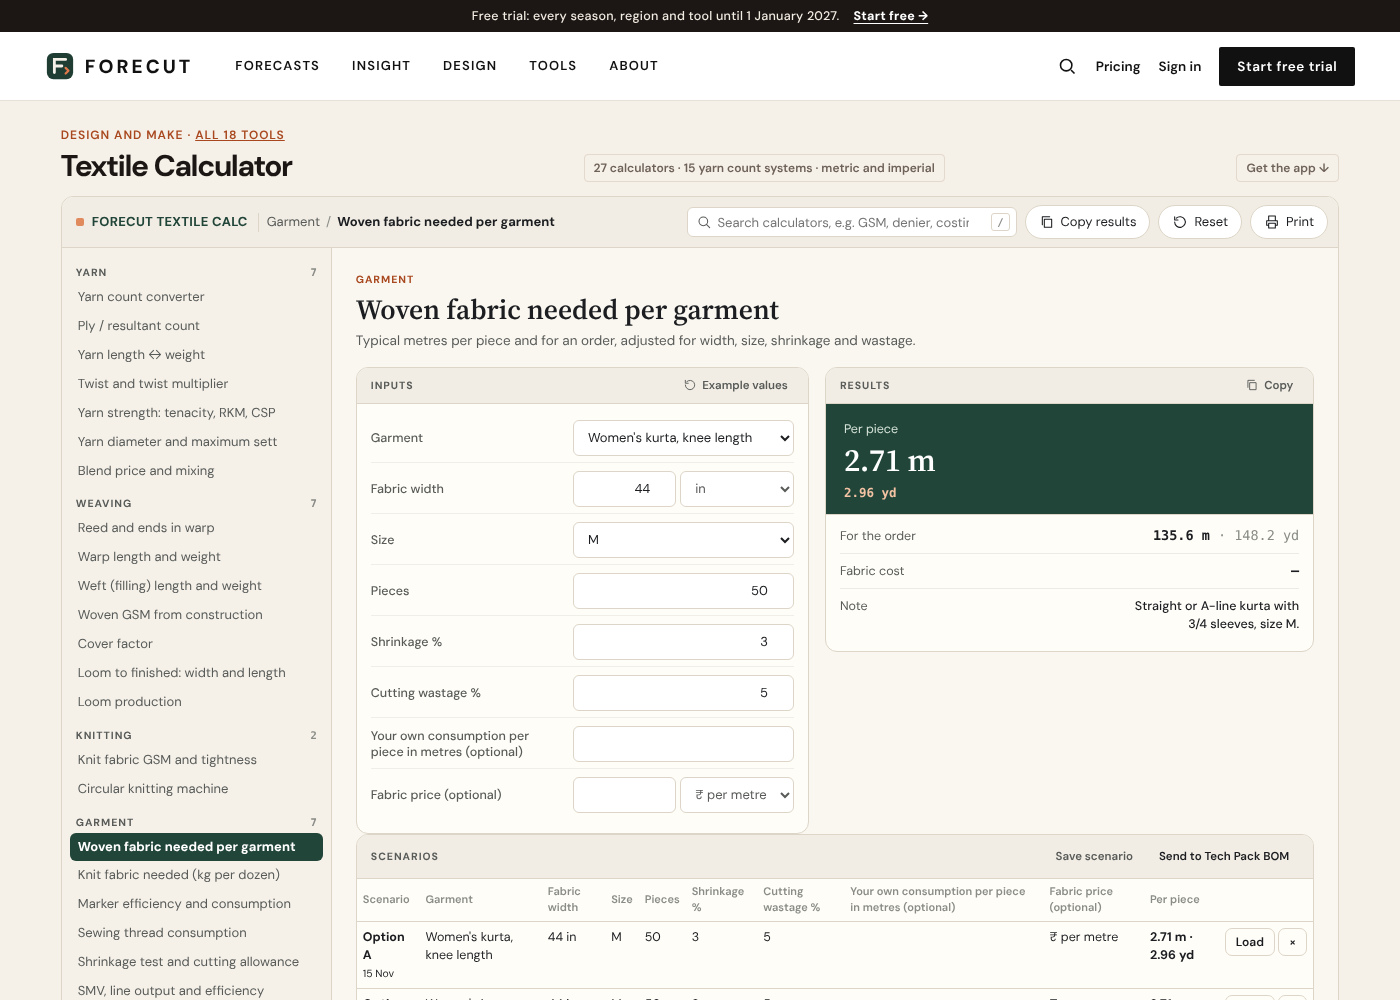 Free trial: every season, region and tool until 1 January 2027. Start free →
FORECUT
FORECASTS INSIGHT DESIGN TOOLS ABOUT
Pricing Sign in Start free trial
DESIGN AND MAKE · ALL 18 TOOLS
Textile Calculator
27 calculators · 15 yarn count systems · metric and imperial
Get the app ↓
FORECUT TEXTILE CALC Garment / Woven fabric needed per garment
Search calculators, e.g. GSM, denier, costir /
Copy results Reset Print
YARN 7
Yarn count converter
Ply / resultant count
Yarn length ↔ weight
Twist and twist multiplier
Yarn strength: tenacity, RKM, CSP
Yarn diameter and maximum sett
Blend price and mixing
WEAVING 7
Reed and ends in warp
Warp length and weight
Weft (filling) length and weight
Woven GSM from construction
Cover factor
Loom to finished: width and length
Loom production
KNITTING 2
Knit fabric GSM and tightness
Circular knitting machine
GARMENT 7
Woven fabric needed per garment
Knit fabric needed (kg per dozen)
Marker efficiency and consumption
Sewing thread consumption
Shrinkage test and cutting allowance
SMV, line output and efficiency
GARMENT
Woven fabric needed per garment
Typical metres per piece and for an order, adjusted for width, size, shrinkage and wastage.
INPUTS Example values
Garment Women's kurta, knee length
Fabric width 44 in
Size M
Pieces 50
Shrinkage % 3
Cutting wastage % 5
Your own consumption per
piece in metres (optional)
Fabric price (optional) ₹ per metre
RESULTS Copy
Per piece
2.71 m
2.96 yd
For the order 135.6 m · 148.2 yd
Fabric cost –
Note Straight or A-line kurta with
3/4 sleeves, size M.
SCENARIOS Save scenario Send to Tech Pack BOM
Scenario Garment Fabric width Size Pieces Shrinkage % Cutting wastage % Your own consumption per piece in metres (optional) Fabric price (optional) Per piece
Option A Women's kurta, knee length 44 in M 50 3 5 ₹ per metre 2.71 m · 2.96 yd Load ×
15 Nov